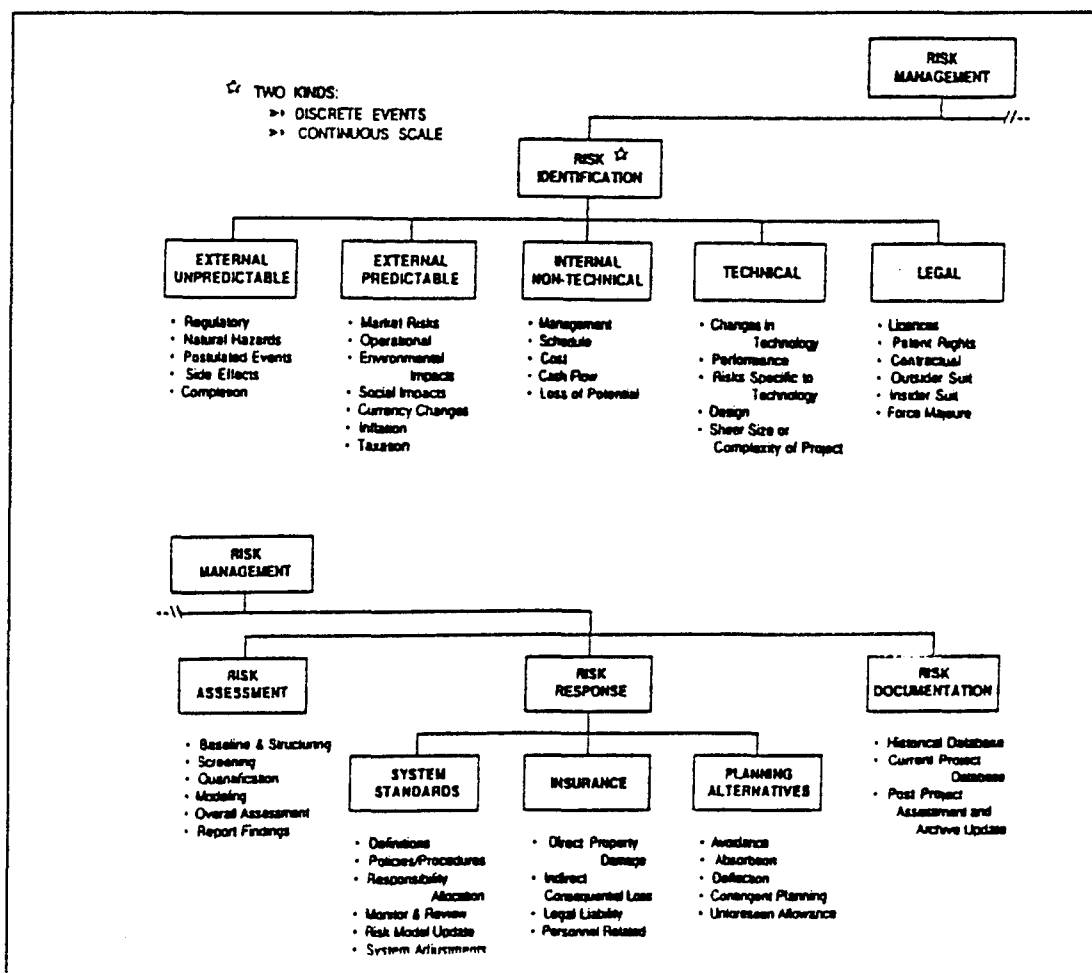 RISK
MANAGEMENT
☆ TWO KINDS:
➳ DISCRETE EVENTS
➳ CONTINUOUS SCALE
RISK ☆
IDENTIFICATION
EXTERNAL
UNPREDICTABLE
• Regulatory
• Natural Hazards
• Postulated Events
• Side Effects
• Completion
EXTERNAL
PREDICTABLE
• Market Risks
• Operational
• Environmental
Impacts
• Social Impacts
• Currency Changes
• Inflation
• Taxation
INTERNAL
NON-TECHNICAL
• Management
• Schedule
• Cost
• Cash Flow
• Loss of Potential
TECHNICAL
• Changes in
Technology
• Performance
• Risks Specific to
Technology
• Design
• Sheer Size or
Complexity of Project
LEGAL
• Licences
• Patent Rights
• Contractual
• Outsider Suit
• Insider Suit
• Force Majeure
RISK
MANAGEMENT
RISK
ASSESSMENT
• Baseline & Structuring
• Screening
• Quantification
• Modeling
• Overall Assessment
• Report Findings
RISK
RESPONSE
SYSTEM
STANDARDS
• Definitions
• Policies/Procedures
• Responsibility
Allocation
• Monitor & Review
• Risk Model Update
• System Adjustments
INSURANCE
• Direct Property
Damage
• Indirect
Consequential Loss
• Legal Liability
• Personnel Related
PLANNING
ALTERNATIVES
• Avoidance
• Absorption
• Deflection
• Contingent Planning
• Unforeseen Allowance
RISK
DOCUMENTATION
• Historical Database
• Current Project
Database
• Post Project
Assessment and
Archive Update